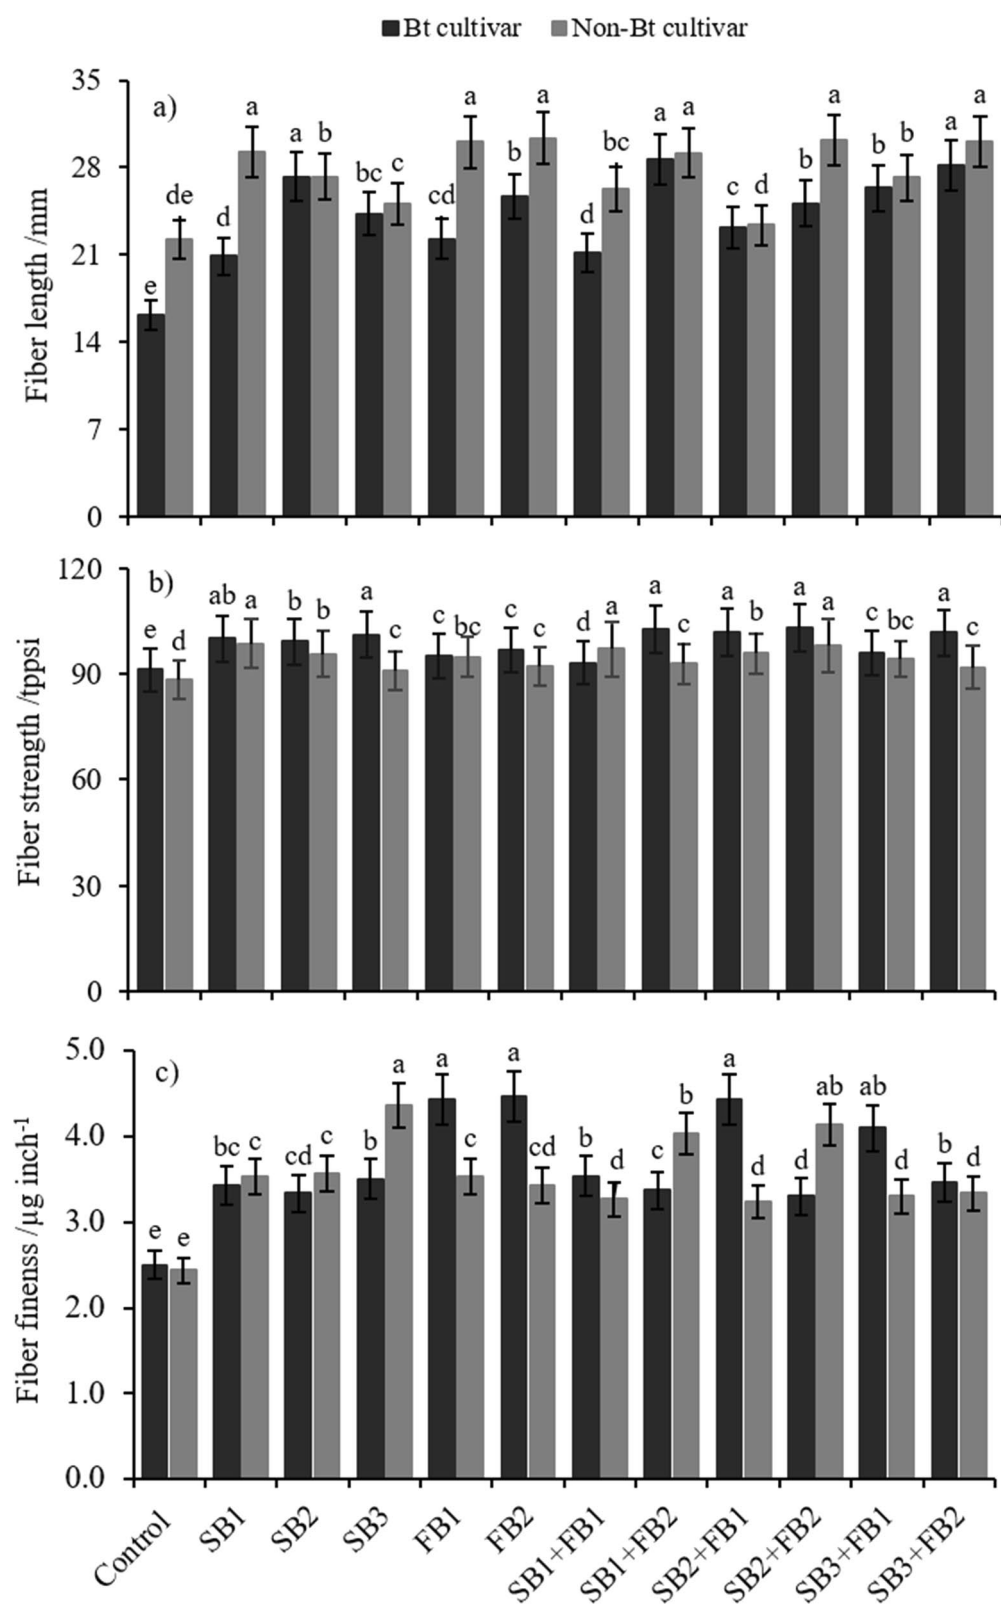 Bt cultivar Non-Bt cultivar
a)
Fiber length /mm
35
28
21
14
7
0
e de d a a b bc c cd a b a d bc a a c d b a b b a a
b)
Fiber strength /tppsi
120
90
60
30
0
e d ab a b b a c c bc c c d a a c a b a a c bc a c
c)
Fiber finenss /µg inch-1
5.0
4.0
3.0
2.0
1.0
0.0
e e bc c cd c b a a c a cd b d c b a d d ab ab d b d
Control SB1 SB2 SB3 FB1 FB2 SB1+FB1 SB1+FB2 SB2+FB1 SB2+FB2 SB3+FB1 SB3+FB2